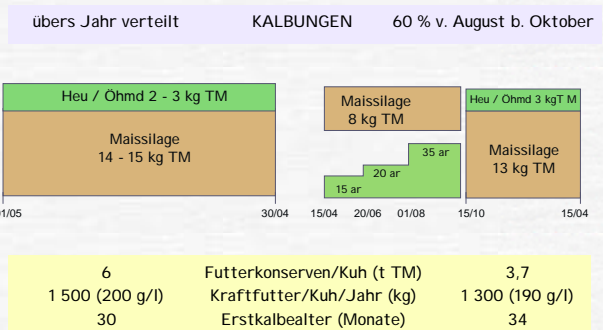 übers Jahr verteilt KALBUNGEN 60 % v. August b. Oktober
Heu / Öhmd 2 - 3 kg TM
Maissilage
14 - 15 kg TM
01/05 30/04
Maissilage
8 kg TM
35 ar
20 ar
15 ar
Heu / Öhmd 3 kgT M
Maissilage
13 kg TM
15/04 20/06 01/08 15/10 15/04
6 Futterkonserven/Kuh (t TM) 3,7
1 500 (200 g/l) Kraftfutter/Kuh/Jahr (kg) 1 300 (190 g/l)
30 Erstkalbealter (Monate) 34